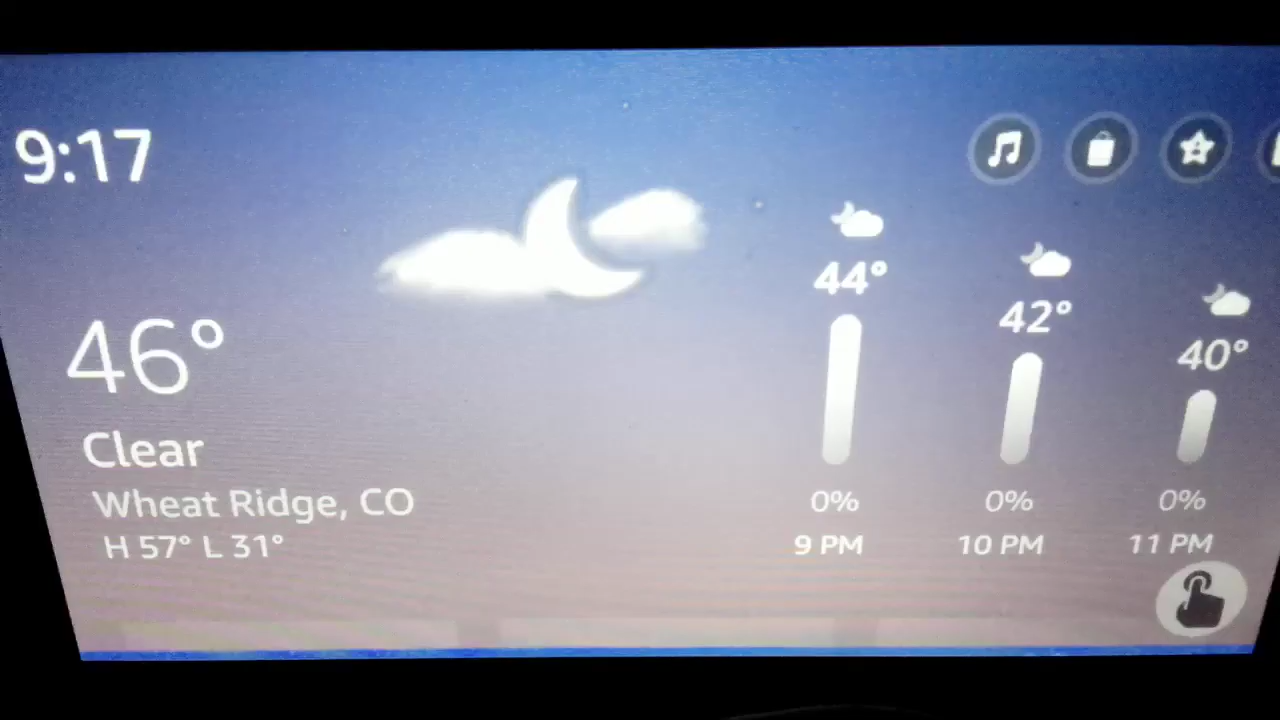 9:17
46°
Clear
Wheat Ridge, CO
H 57° L 31°
44° 42° 40°
0% 0% 0%
9 PM 10 PM 11 PM